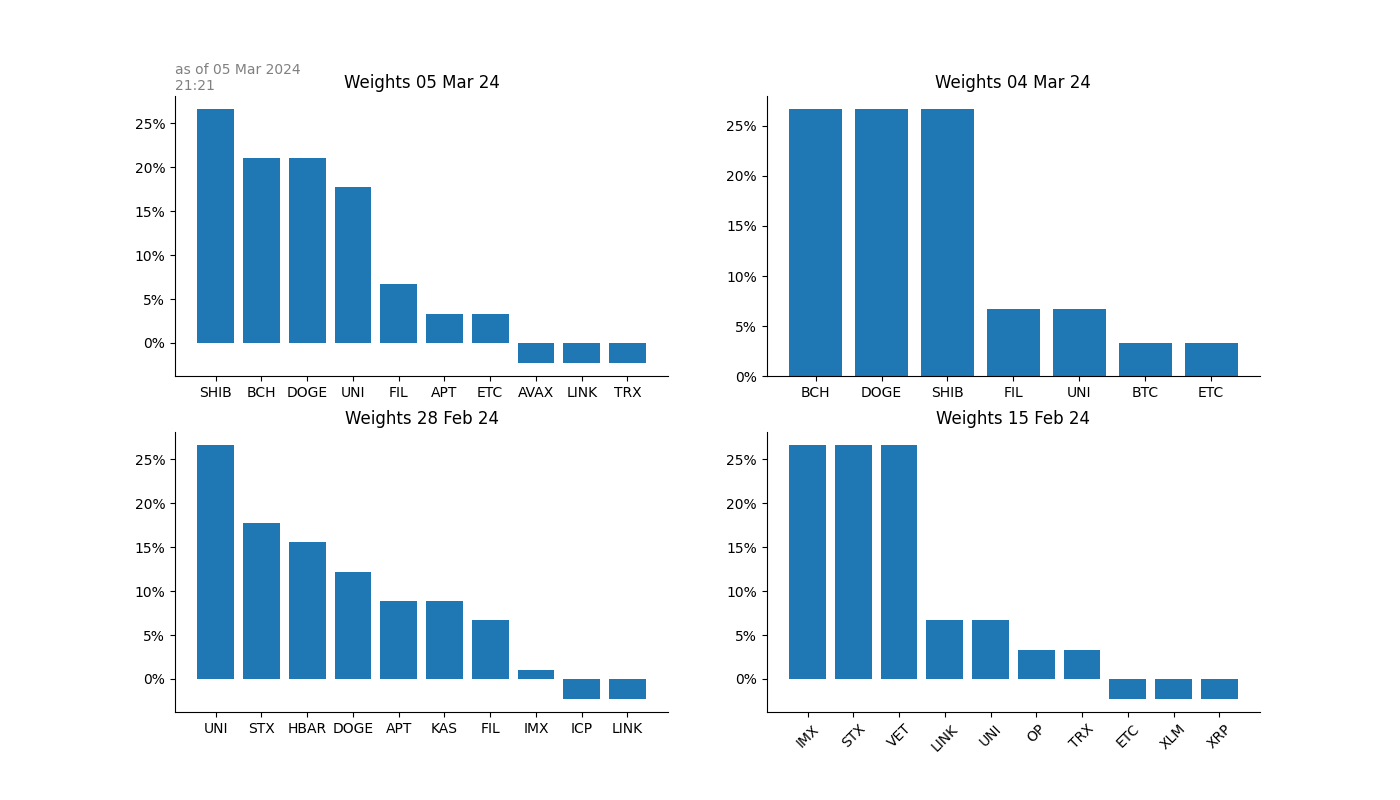 as of 05 Mar 2024
21:21
Weights 05 Mar 24
25%
20%
15%
10%
5%
0%
SHIB BCH DOGE UNI FIL APT ETC AVAX LINK TRX
Weights 04 Mar 24
25%
20%
15%
10%
5%
0%
BCH DOGE SHIB FIL UNI BTC ETC
Weights 28 Feb 24
25%
20%
15%
10%
5%
0%
UNI STX HBAR DOGE APT KAS FIL IMX ICP LINK
Weights 15 Feb 24
25%
20%
15%
10%
5%
0%
IMX STX VET LINK UNI OP TRX ETC XLM XRP